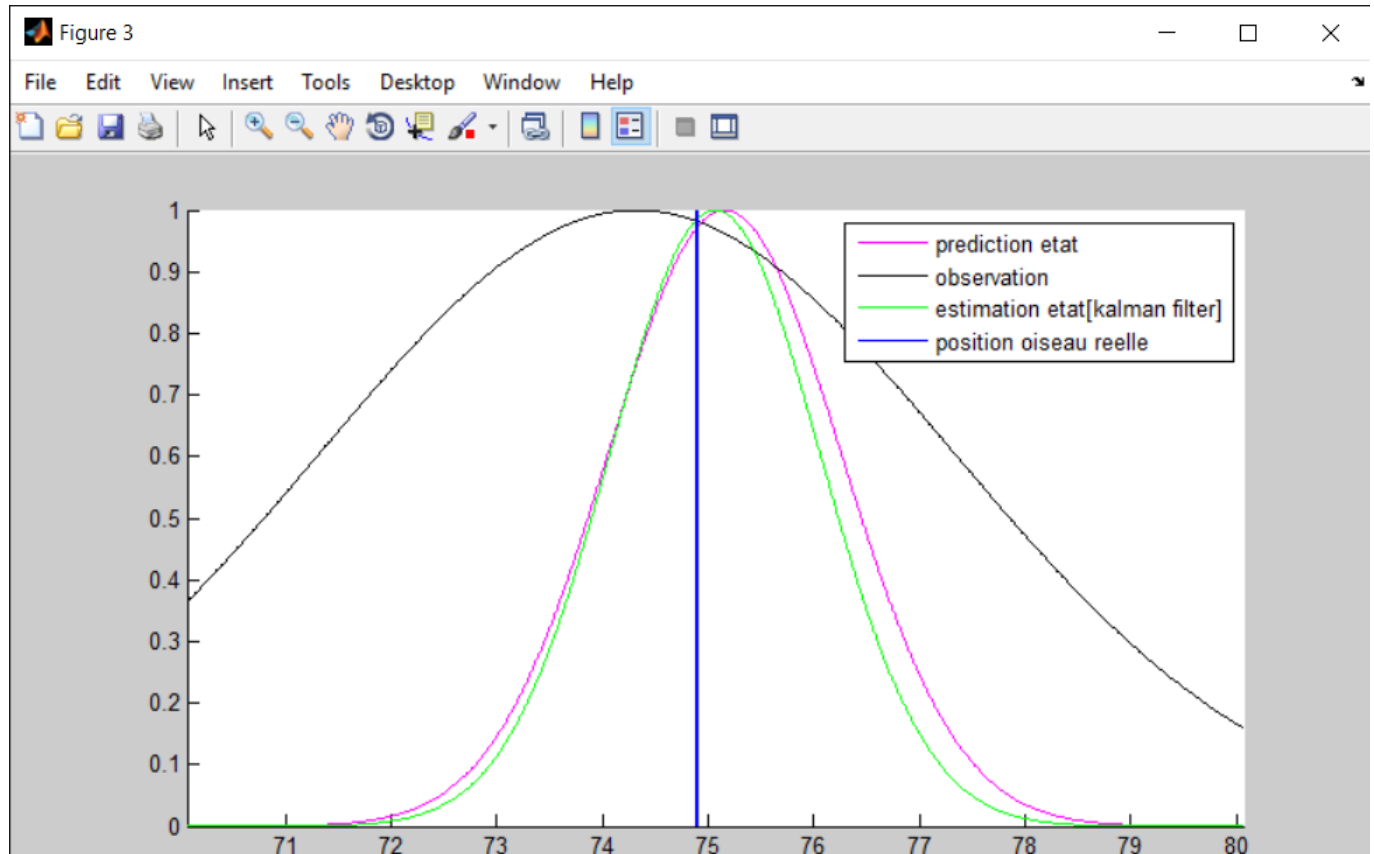 Figure 3
File Edit View Insert Tools Desktop Window Help
1
0.9
0.8
0.7
0.6
0.5
0.4
0.3
0.2
0.1
0
71 72 73 74 75 76 77 78 79 80
prediction etat
observation
estimation etat[kalman filter]
position oiseau reelle